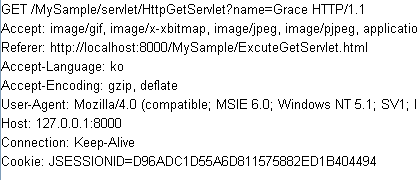 GET /MySample/servlet/HttpGetServlet?name=Grace HTTP/1.1
Accept: image/gif, image/x-xbitmap, image/jpeg, image/pjpeg, applicatio
Referer: http://localhost:8000/MySample/ExcuteGetServlet.html
Accept-Language: ko
Accept-Encoding: gzip, deflate
User-Agent: Mozilla/4.0 (compatible; MSIE 6.0; Windows NT 5.1; SV1; I
Host: 127.0.0.1:8000
Connection: Keep-Alive
Cookie: JSESSIONID=D96ADC1D55A6D811575882ED1B404494